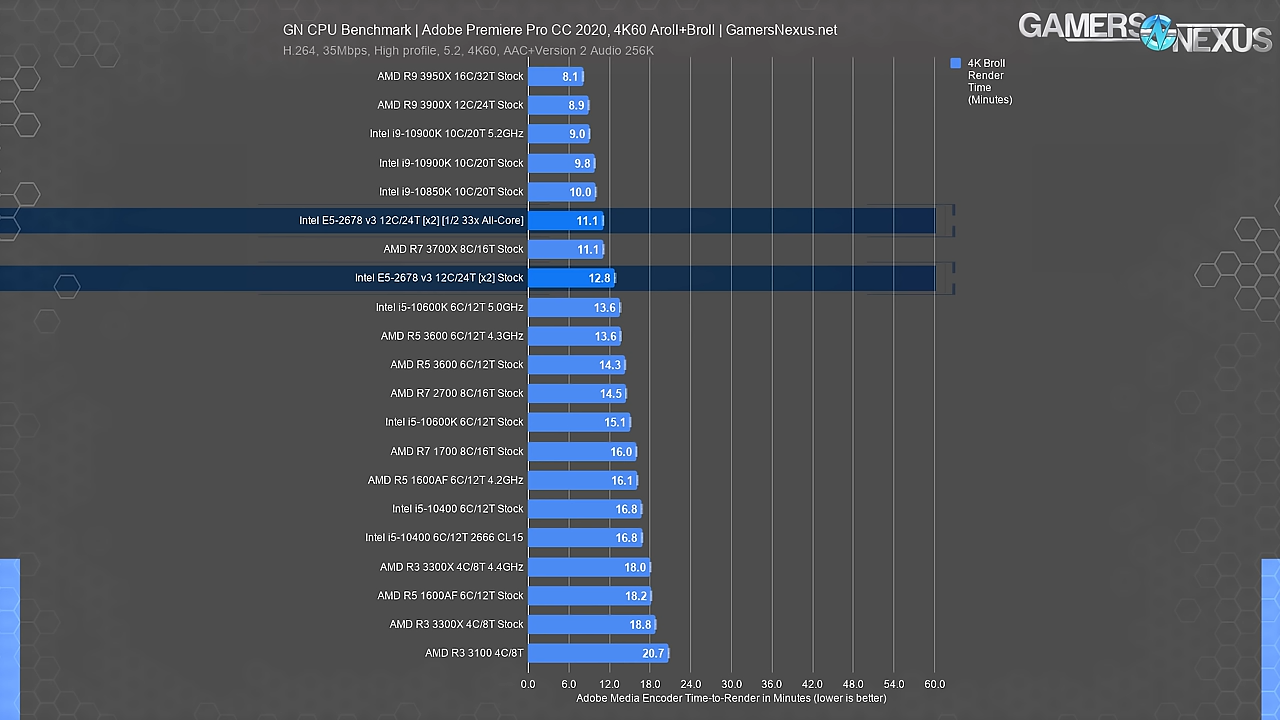 GN CPU Benchmark | Adobe Premiere Pro CC 2020, 4K60 Aroll+Broll | GamersNexus.net
H.264, 35Mbps, High profile, 5.2, 4K60, AAC+Version 2 Audio 256K
GAMERS NEXUS
4K Broll
Render
Time
(Minutes)
AMD R9 3950X 16C/32T Stock 8.1
AMD R9 3900X 12C/24T Stock 8.9
Intel i9-10900K 10C/20T 5.2GHz 9.0
Intel i9-10900K 10C/20T Stock 9.8
Intel i9-10850K 10C/20T Stock 10.0
Intel E5-2678 v3 12C/24T [x2] [1/2 33x All-Core] 11.1
AMD R7 3700X 8C/16T Stock 11.1
Intel E5-2678 v3 12C/24T [x2] Stock 12.8
Intel i5-10600K 6C/12T 5.0GHz 13.6
AMD R5 3600 6C/12T 4.3GHz 13.6
AMD R5 3600 6C/12T Stock 14.3
AMD R7 2700 8C/16T Stock 14.5
Intel i5-10600K 6C/12T Stock 15.1
AMD R7 1700 8C/16T Stock 16.0
AMD R5 1600AF 6C/12T 4.2GHz 16.1
Intel i5-10400 6C/12T Stock 16.8
Intel i5-10400 6C/12T 2666 CL15 16.8
AMD R3 3300X 4C/8T 4.4GHz 18.0
AMD R5 1600AF 6C/12T Stock 18.2
AMD R3 3300X 4C/8T Stock 18.8
AMD R3 3100 4C/8T 20.7
0.0 6.0 12.0 18.0 24.0 30.0 36.0 42.0 48.0 54.0 60.0
Adobe Media Encoder Time-to-Render in Minutes (lower is better)